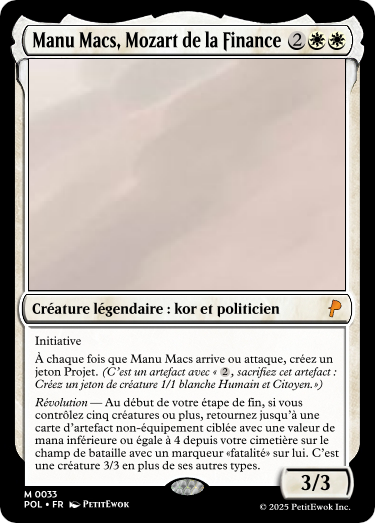 Manu Macs, Mozart de la Finance 2
Créature légendaire : kor et politicien
Initiative
À chaque fois que Manu Macs arrive ou attaque, créez un
jeton Projet. (C'est un artefact avec « 2, sacrifiez cet artefact :
Créez un jeton de créature 1/1 blanche Humain et Citoyen.»)
Révolution — Au début de votre étape de fin, si vous
contrôlez cinq créatures ou plus, retournez jusqu'à une
carte d'artefact non-équipement ciblée avec une valeur de
mana inférieure ou égale à 4 depuis votre cimetière sur le
champ de bataille avec un marqueur «fatalité» sur lui. C'est
une créature 3/3 en plus de ses autres types.
3/3
M 0033
POL • FR PetitEwok
© 2025 PetitEwok Inc.